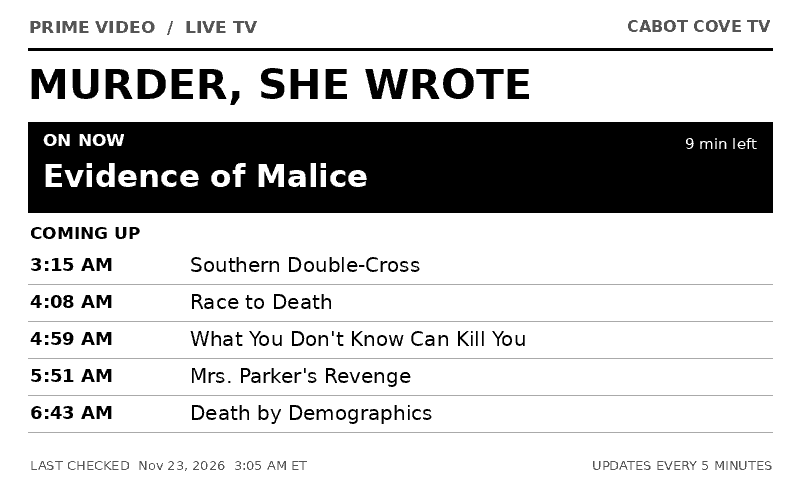 PRIME VIDEO / LIVE TV
CABOT COVE TV
MURDER, SHE WROTE
ON NOW
9 min left
Evidence of Malice
COMING UP
3:15 AM Southern Double-Cross
4:08 AM Race to Death
4:59 AM What You Don't Know Can Kill You
5:51 AM Mrs. Parker's Revenge
6:43 AM Death by Demographics
LAST CHECKED Nov 23, 2026 3:05 AM ET
UPDATES EVERY 5 MINUTES